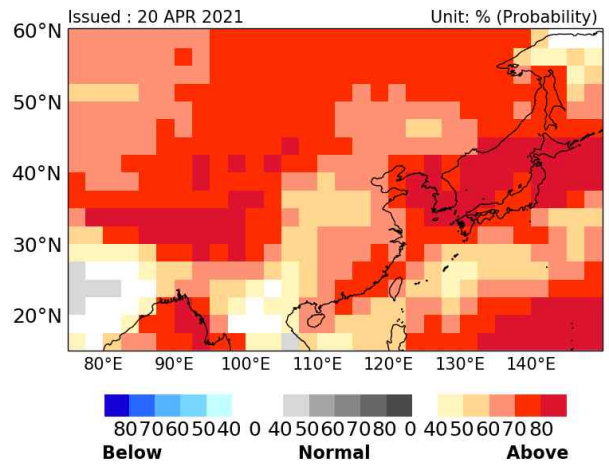 Issued : 20 APR 2021 Unit: % (Probability)
60°N
50°N
40°N
30°N
20°N
80°E 90°E 100°E 110°E 120°E 130°E 140°E
80 70 60 50 40 0 40 50 60 70 80 0 40 50 60 70 80
Below Normal Above